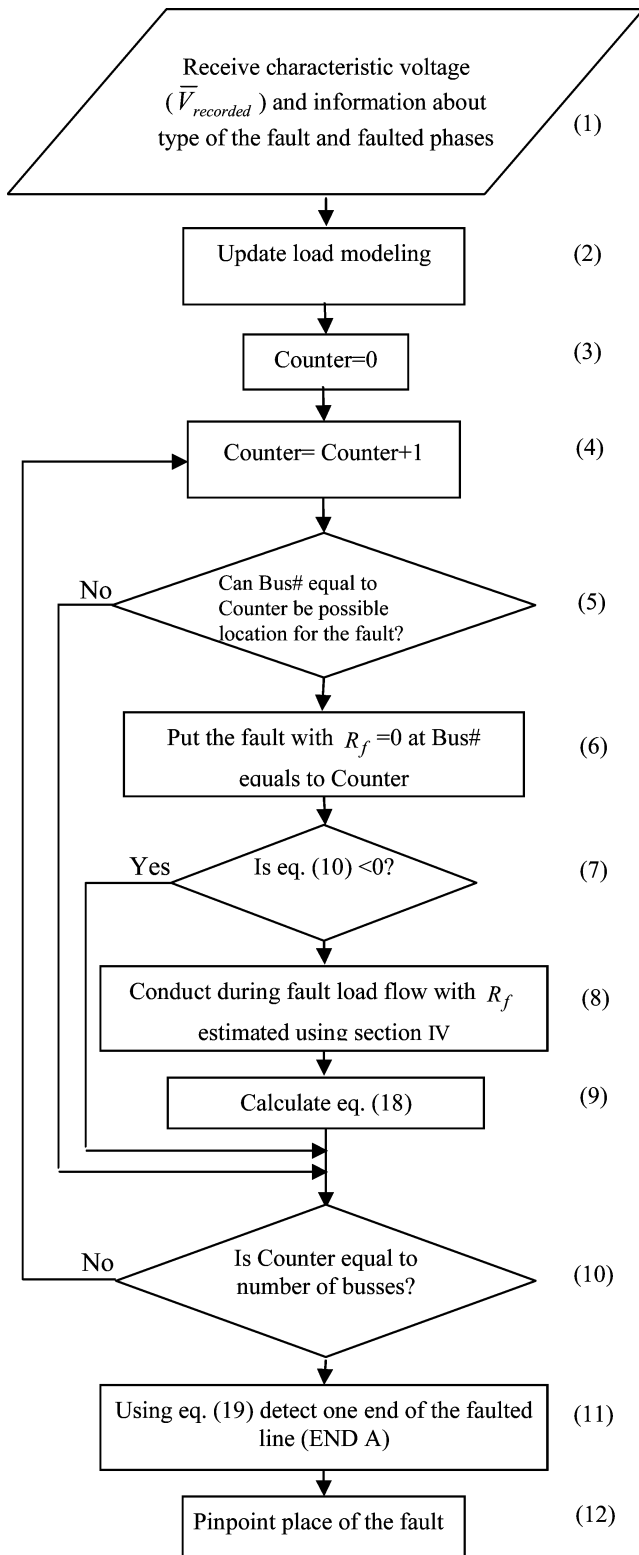 Receive characteristic voltage
( V̅recorded ) and information about
type of the fault and faulted phases
(1)
Update load modeling
(2)
Counter=0
(3)
Counter= Counter+1
(4)
No
Can Bus# equal to
Counter be possible
location for the fault?
(5)
Put the fault with Rf =0 at Bus#
equals to Counter
(6)
Yes
Is eq. (10) <0?
(7)
Conduct during fault load flow with Rf
estimated using section IV
(8)
Calculate eq. (18)
(9)
No
Is Counter equal to
number of busses?
(10)
Using eq. (19) detect one end of the faulted
line (END A)
(11)
Pinpoint place of the fault
(12)